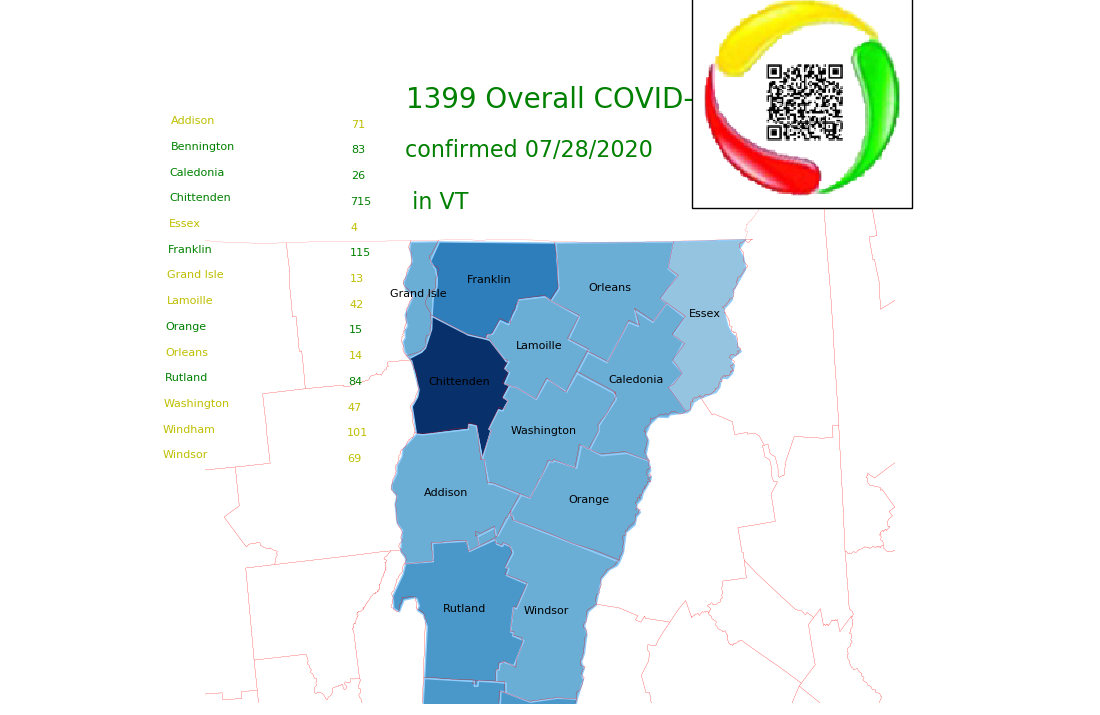 1399 Overall COVID-
confirmed 07/28/2020
in VT
Addison 71
Bennington 83
Caledonia 26
Chittenden 715
Essex 4
Franklin 115
Grand Isle 13
Lamoille 42
Orange 15
Orleans 14
Rutland 84
Washington 47
Windham 101
Windsor 69
Franklin
Grand Isle
Orleans
Essex
Lamoille
Chittenden
Caledonia
Washington
Addison
Orange
Rutland
Windsor